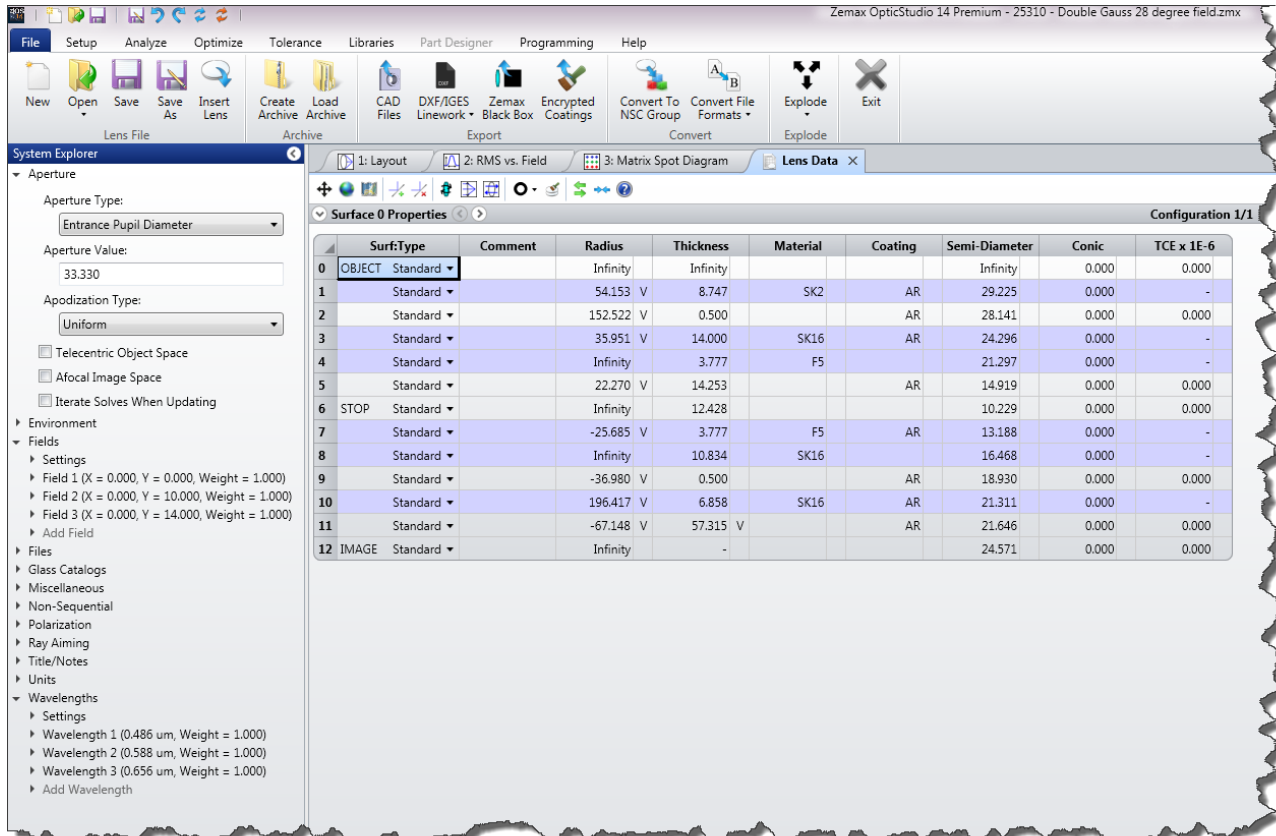 Zemax OpticStudio 14 Premium - 25310 - Double Gauss 28 degree field.zmx
File Setup Analyze Optimize Tolerance Libraries Part Designer Programming Help
New Open Save Save As Insert Lens Create Archive Load Archive CAD Files DXF/IGES Linework Zemax Black Box Encrypted Coatings Convert To NSC Group Convert File Formats Explode Exit
Lens File Archive Export Convert Explode
System Explorer
1: Layout 2: RMS vs. Field 3: Matrix Spot Diagram Lens Data
Aperture
Aperture Type:
Entrance Pupil Diameter
Aperture Value:
33.330
Apodization Type:
Uniform
Telecentric Object Space
Afocal Image Space
Iterate Solves When Updating
Environment
Fields
Settings
Field 1 (X = 0.000, Y = 0.000, Weight = 1.000)
Field 2 (X = 0.000, Y = 10.000, Weight = 1.000)
Field 3 (X = 0.000, Y = 14.000, Weight = 1.000)
Add Field
Files
Glass Catalogs
Miscellaneous
Non-Sequential
Polarization
Ray Aiming
Title/Notes
Units
Wavelengths
Settings
Wavelength 1 (0.486 um, Weight = 1.000)
Wavelength 2 (0.588 um, Weight = 1.000)
Wavelength 3 (0.656 um, Weight = 1.000)
Add Wavelength
Surface 0 Properties Configuration 1/1
Surf:Type Comment Radius Thickness Material Coating Semi-Diameter Conic TCE x 1E-6
0 OBJECT Standard Infinity Infinity Infinity 0.000 0.000
1 Standard 54.153 V 8.747 SK2 AR 29.225 0.000 -
2 Standard 152.522 V 0.500 AR 28.141 0.000 0.000
3 Standard 35.951 V 14.000 SK16 AR 24.296 0.000 -
4 Standard Infinity 3.777 F5 21.297 0.000 -
5 Standard 22.270 V 14.253 AR 14.919 0.000 0.000
6 STOP Standard Infinity 12.428 10.229 0.000 0.000
7 Standard -25.685 V 3.777 F5 AR 13.188 0.000 -
8 Standard Infinity 10.834 SK16 16.468 0.000 -
9 Standard -36.980 V 0.500 AR 18.930 0.000 0.000
10 Standard 196.417 V 6.858 SK16 AR 21.311 0.000 -
11 Standard -67.148 V 57.315 V AR 21.646 0.000 0.000
12 IMAGE Standard Infinity - 24.571 0.000 0.000